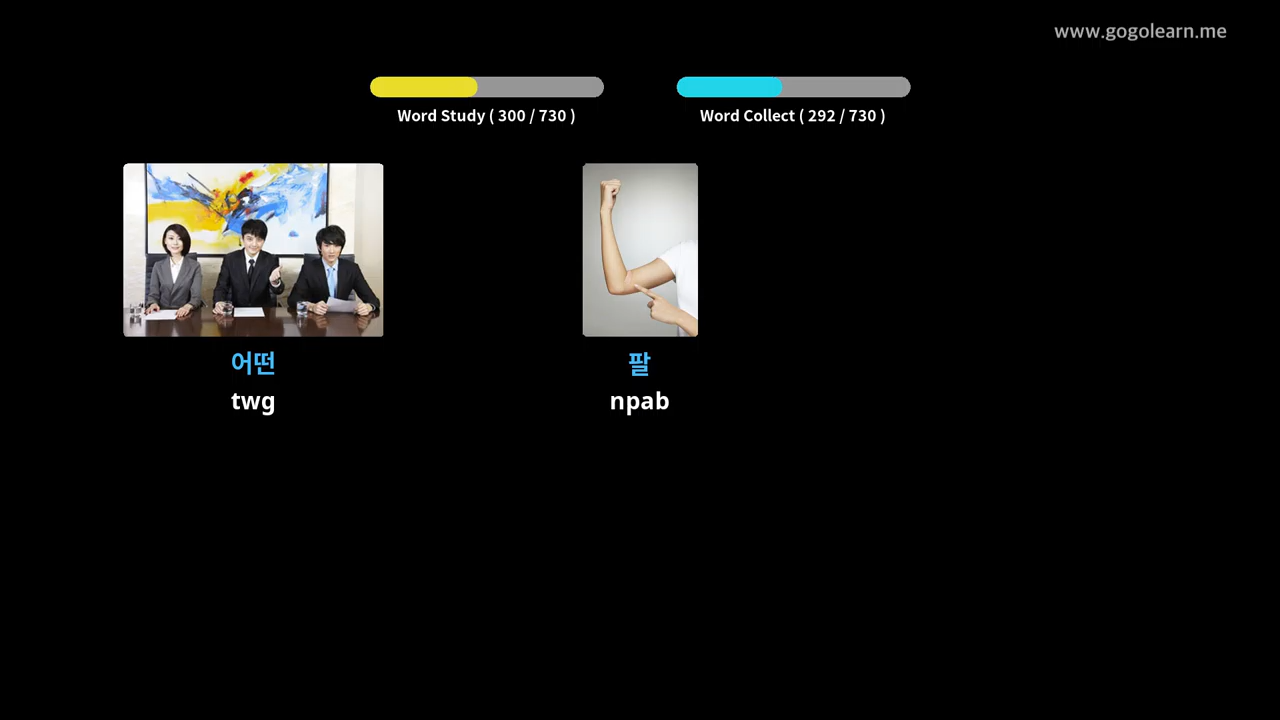 www.gogolearn.me
Word Study ( 300 / 730 )
Word Collect ( 292 / 730 )
어떤
팔
twg
npab